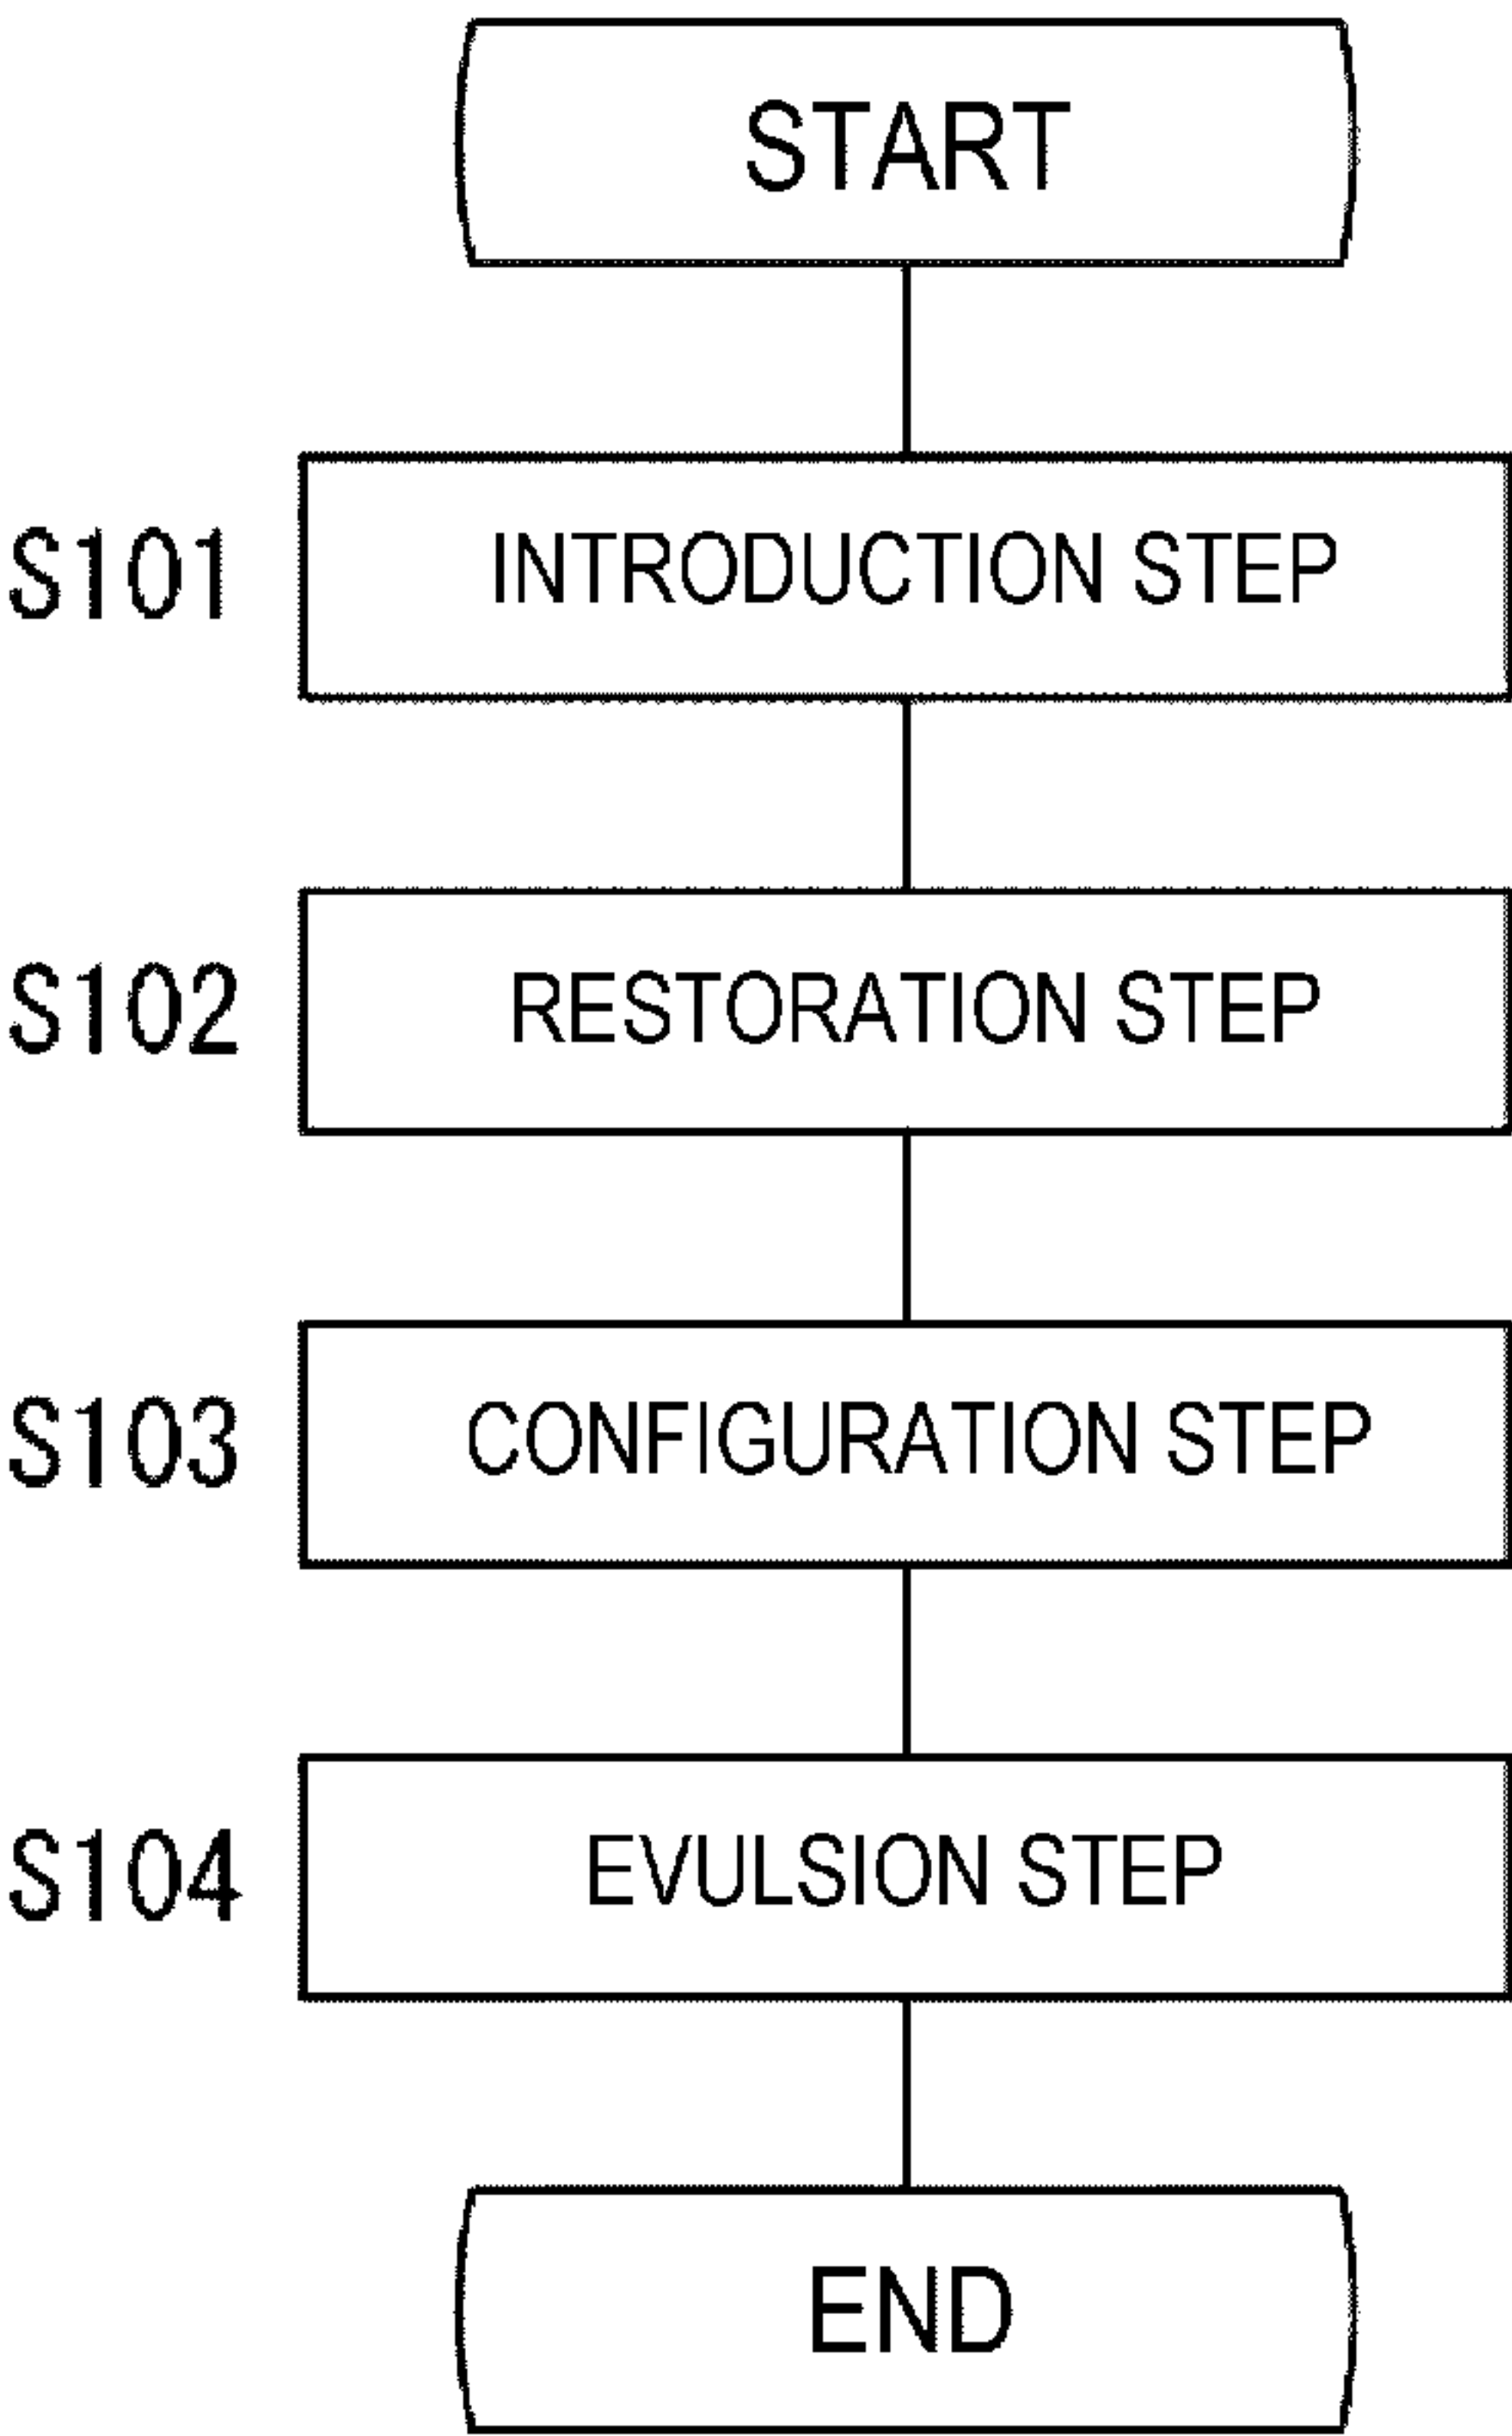 START
S101 INTRODUCTION STEP
S102 RESTORATION STEP
S103 CONFIGURATION STEP
S104 EVULSION STEP
END